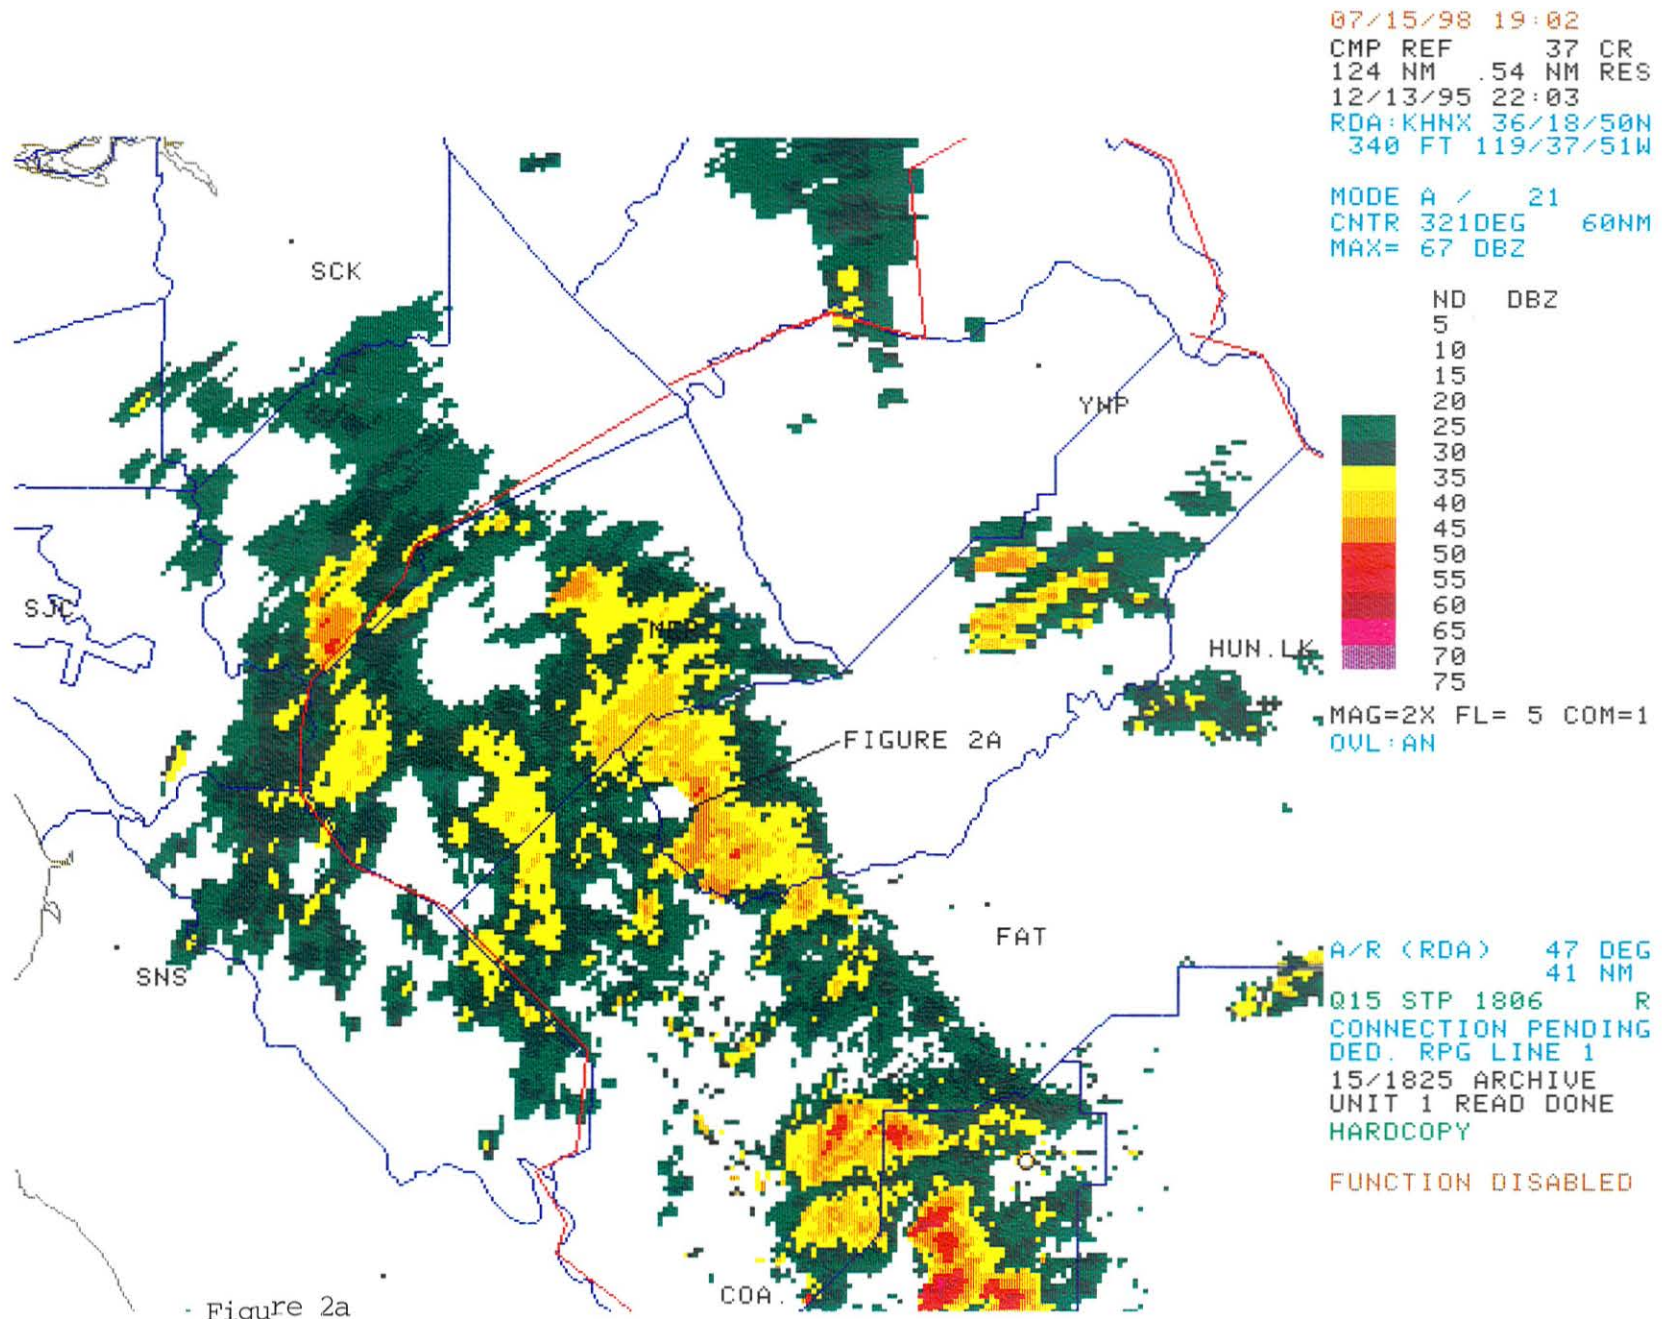 07/15/98 19:02
CMP REF 37 CR
124 NM .54 NM RES
12/13/95 22:03
RDA:KHNX 36/18/50N
340 FT 119/37/51W
MODE A / 21
CNTR 321DEG 60NM
MAX= 67 DBZ
ND DBZ
5
10
15
20
25
30
35
40
45
50
55
60
65
70
75
MAG=2X FL= 5 COM=1
OVL:AN
A/R (RDA) 47 DEG
41 NM
Q15 STP 1806 R
CONNECTION PENDING
DED. RPG LINE 1
15/1825 ARCHIVE
UNIT 1 READ DONE
HARDCOPY
FUNCTION DISABLED
SCK
YNP
SJC
HUN.LK
FIGURE 2A
FAT
SNS
COA.
Figure 2a